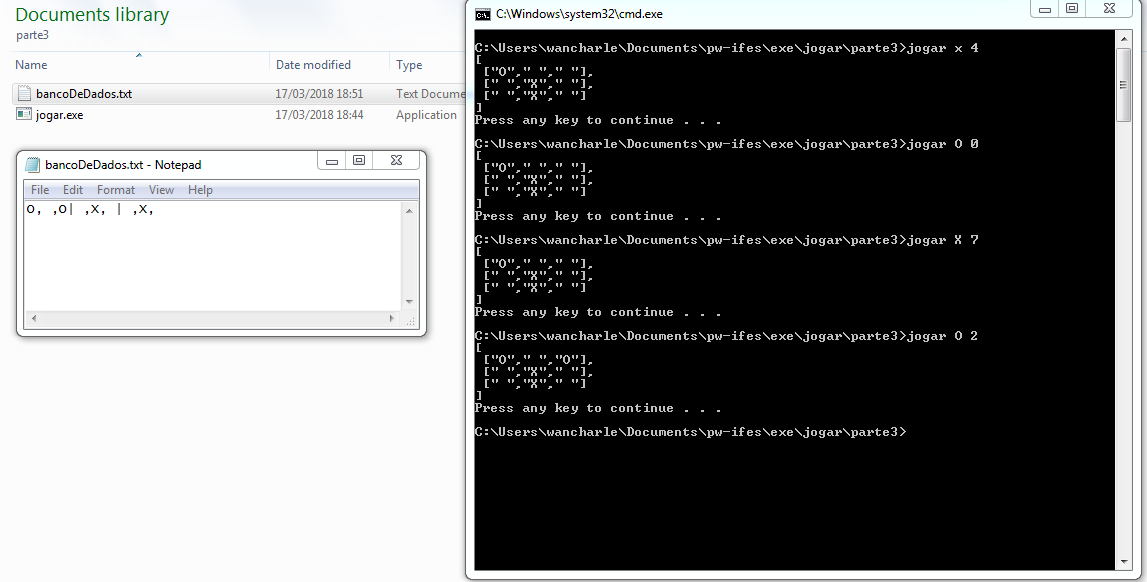 Documents library
parte3
Name Date modified Type
bancoDeDados.txt 17/03/2018 18:51 Text Docume
jogar.exe 17/03/2018 18:44 Application
bancoDeDados.txt - Notepad
File Edit Format View Help
O, ,O| ,X, | ,X,
C:\Windows\system32\cmd.exe
C:\Users\wancharle\Documents\pw-ifes\exe\jogar\parte3>jogar x 4
[
["O"," "," "],
[" ","X"," "],
[" ","X"," "]
]
Press any key to continue . . .
C:\Users\wancharle\Documents\pw-ifes\exe\jogar\parte3>jogar O 0
[
["O"," "," "],
[" ","X"," "],
[" ","X"," "]
]
Press any key to continue . . .
C:\Users\wancharle\Documents\pw-ifes\exe\jogar\parte3>jogar X 7
[
["O"," "," "],
[" ","X"," "],
[" ","X"," "]
]
Press any key to continue . . .
C:\Users\wancharle\Documents\pw-ifes\exe\jogar\parte3>jogar O 2
[
["O"," ","O"],
[" ","X"," "],
[" ","X"," "]
]
Press any key to continue . . .
C:\Users\wancharle\Documents\pw-ifes\exe\jogar\parte3>